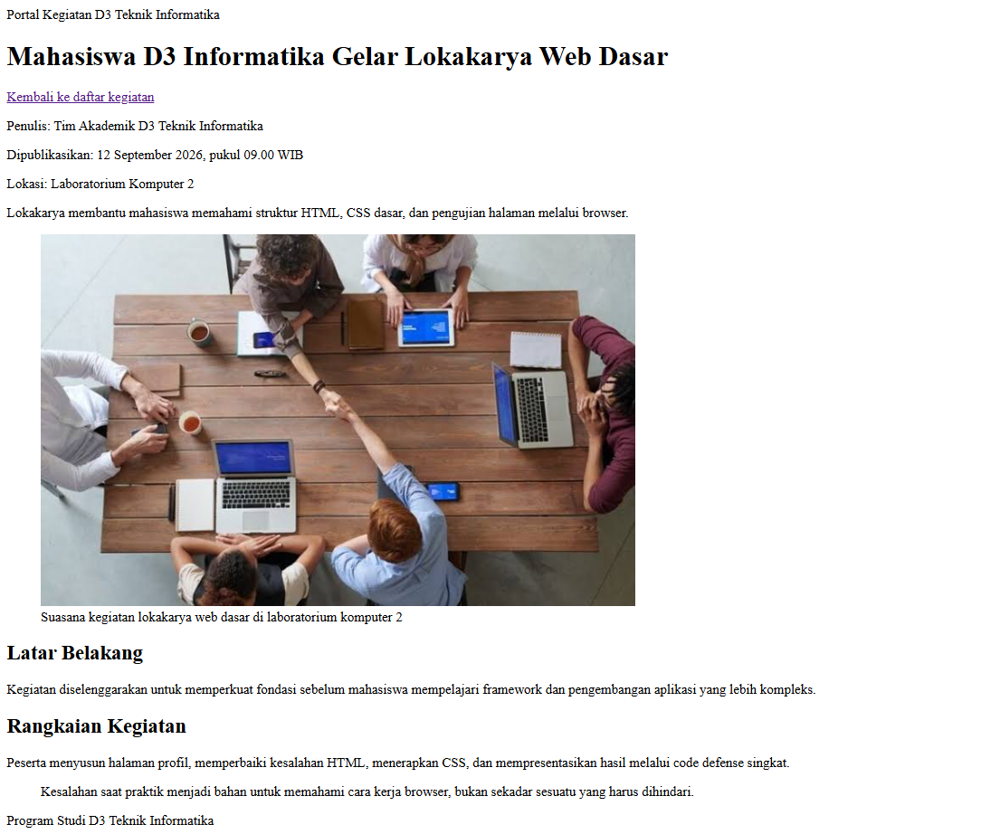 Portal Kegiatan D3 Teknik Informatika
Mahasiswa D3 Informatika Gelar Lokakarya Web Dasar
Kembali ke daftar kegiatan
Penulis: Tim Akademik D3 Teknik Informatika
Dipublikasikan: 12 September 2026, pukul 09.00 WIB
Lokasi: Laboratorium Komputer 2
Lokakarya membantu mahasiswa memahami struktur HTML, CSS dasar, dan pengujian halaman melalui browser.
Suasana kegiatan lokakarya web dasar di laboratorium komputer 2
Latar Belakang
Kegiatan diselenggarakan untuk memperkuat fondasi sebelum mahasiswa mempelajari framework dan pengembangan aplikasi yang lebih kompleks.
Rangkaian Kegiatan
Peserta menyusun halaman profil, memperbaiki kesalahan HTML, menerapkan CSS, dan mempresentasikan hasil melalui code defense singkat.
Kesalahan saat praktik menjadi bahan untuk memahami cara kerja browser, bukan sekadar sesuatu yang harus dihindari.
Program Studi D3 Teknik Informatika